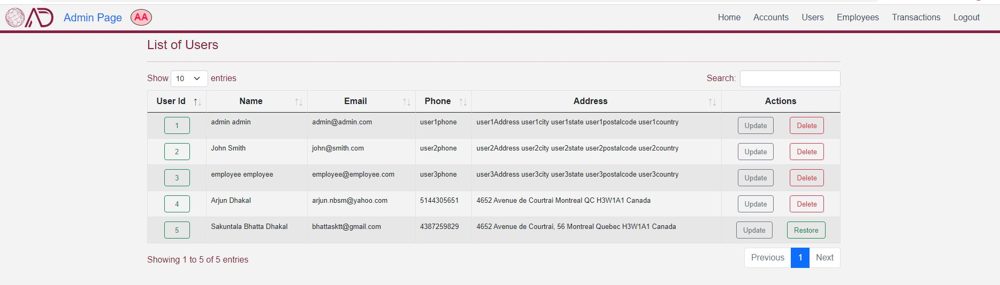 AD Admin Page AA Home Accounts Users Employees Transactions Logout
List of Users
Show 10 entries Search:
User Id Name Email Phone Address Actions
1 admin admin admin@admin.com user1phone user1Address user1city user1state user1postalcode user1country Update Delete
2 John Smith john@smith.com user2phone user2Address user2city user2state user2postalcode user2country Update Delete
3 employee employee employee@employee.com user3phone user3Address user3city user3state user3postalcode user3country Update Delete
4 Arjun Dhakal arjun.nbsm@yahoo.com 5144305651 4652 Avenue de Courtrai Montreal QC H3W1A1 Canada Update Delete
5 Sakuntala Bhatta Dhakal bhattasktt@gmail.com 4387259829 4652 Avenue de Courtrai, 56 Montreal Quebec H3W1A1 Canada Update Restore
Showing 1 to 5 of 5 entries Previous 1 Next